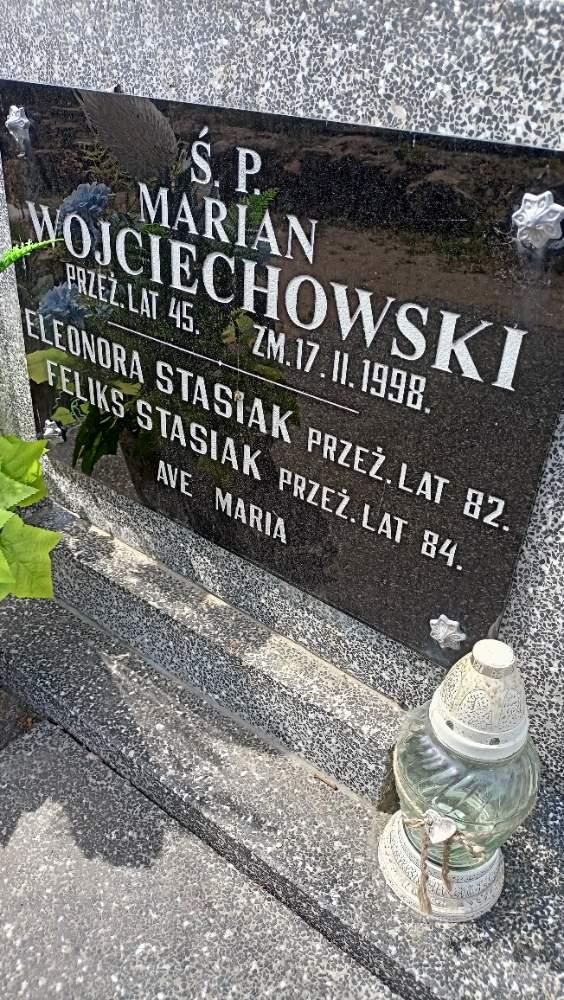 Ś. P.
MARIAN
WOJCIECHOWSKI
PRZEŻ. LAT 45. ZM. 17. II. 1998.
ELEONORA STASIAK PRZEŻ. LAT 82.
FELIKS STASIAK PRZEŻ. LAT 84.
AVE MARIA